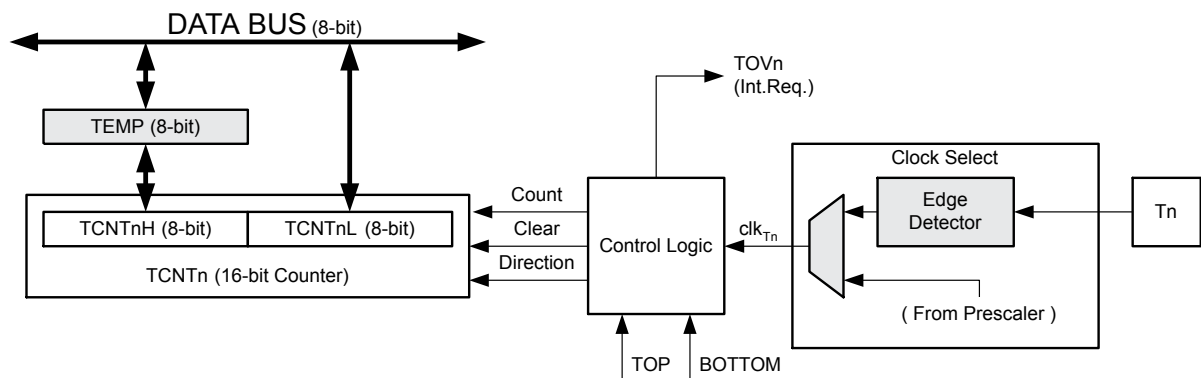 DATA BUS (8-bit)
TEMP (8-bit)
TCNTnH (8-bit)
TCNTnL (8-bit)
TCNTn (16-bit Counter)
Count
Clear
Direction
Control Logic
TOVn
(Int.Req.)
TOP
BOTTOM
clkTn
Clock Select
Edge
Detector
( From Prescaler )
Tn